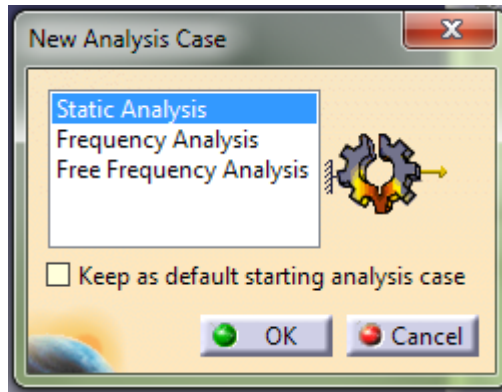 New Analysis Case
Static Analysis
Frequency Analysis
Free Frequency Analysis
Keep as default starting analysis case
OK
Cancel